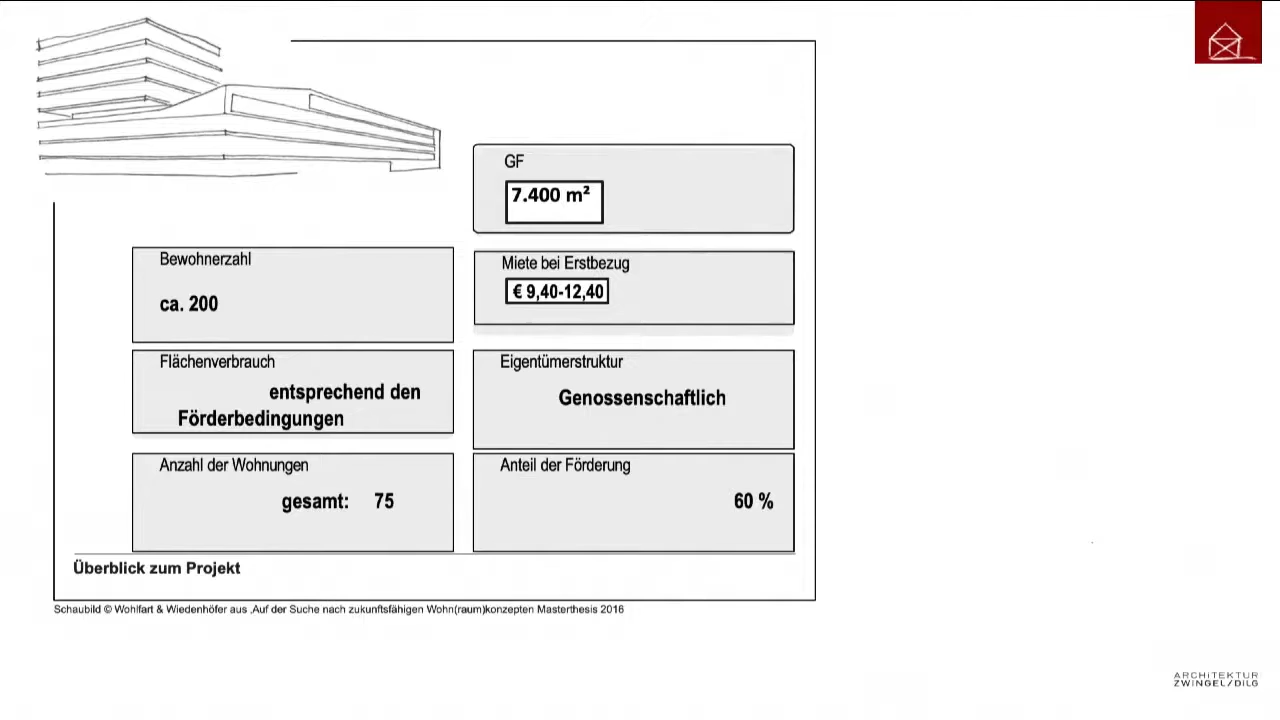 GF
7.400 m²
Bewohnerzahl
ca. 200
Miete bei Erstbezug
€ 9,40-12,40
Flächenverbrauch
entsprechend den
Förderbedingungen
Eigentümerstruktur
Genossenschaftlich
Anzahl der Wohnungen
gesamt: 75
Anteil der Förderung
60 %
Überblick zum Projekt
Schaubild © Wohlfart & Wiedenhöfer aus ‚Auf der Suche nach zukunftsfähigen Wohn(raum)konzepten Masterthesis 2016
ARCHiTEKTUR
ZWiNGEL/DiLG